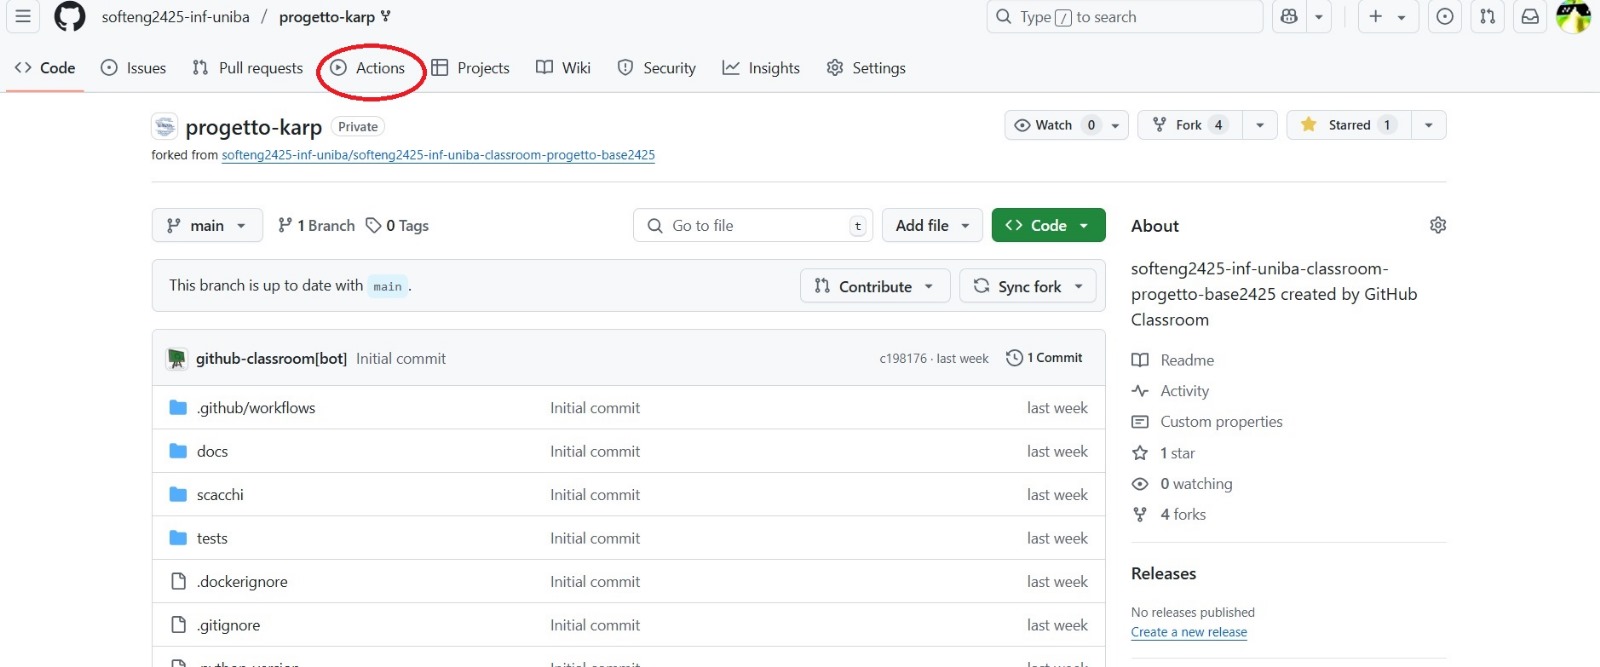 softeng2425-inf-uniba / progetto-karp
Type / to search
Code Issues Pull requests Actions Projects Wiki Insights Settings
progetto-karp Private
Watch 0 Fork 4 Starred 1
forked from softeng2425-inf-uniba/softeng2425-inf-uniba-classroom-progetto-base2425
main 1 Branch 0 Tags Go to file t Add file Code
This branch is up to date with main . Contribute Sync fork
github-classroom[bot] Initial commit c198176 · last week 1 Commit
.github/workflows Initial commit last week
docs Initial commit last week
scacchi Initial commit last week
tests Initial commit last week
.dockerignore Initial commit last week
.gitignore Initial commit last week
.python-version Initial commit last week
About
softeng2425-inf-uniba-classroom-
progetto-base2425 created by GitHub
Classroom
Readme
Activity
Custom properties
1 star
0 watching
4 forks
Releases
No releases published
Create a new release